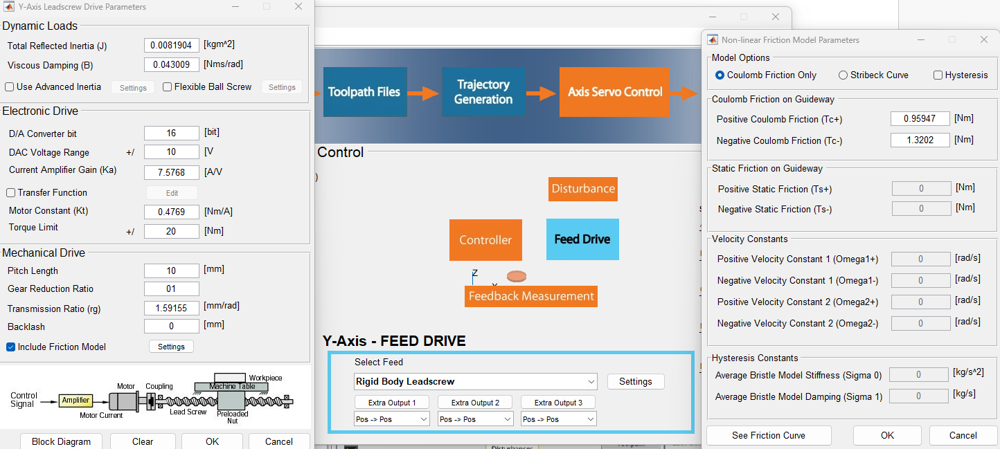 Y-Axis Leadscrew Drive Parameters
Dynamic Loads
Total Reflected Inertia (J) 0.0081904 [kgm^2]
Viscous Damping (B) 0.043009 [Nms/rad]
Use Advanced Inertia Settings Flexible Ball Screw Settings
Electronic Drive
D/A Converter bit 16 [bit]
DAC Voltage Range +/ 10 [V
Current Amplifier Gain (Ka) 7.5768 [A/V
Transfer Function Edit
Motor Constant (Kt) 0.4769 [Nm/A]
Torque Limit +/ 20 [Nm]
Mechanical Drive
Pitch Length 10 [mm]
Gear Reduction Ratio 01
Transmission Ratio (rg) 1.59155 [mm/rad]
Backlash 0 [mm]
Include Friction Model Settings
Control
Signal
Amplifier
Motor Current
Motor
Coupling
Lead Screw
Workpiece
Machine Table
Preloaded
Nut
Block Diagram Clear OK Cancel
Toolpath Files
Trajectory
Generation
Axis Servo Control
Control
)
Disturbance
Controller
Feed Drive
Z
Feedback Measurement
Y-Axis - FEED DRIVE
Select Feed
Rigid Body Leadscrew Settings
Extra Output 1 Extra Output 2 Extra Output 3
Pos -> Pos Pos -> Pos Pos -> Pos
Non-linear Friction Model Parameters
Model Options
Coulomb Friction Only Stribeck Curve Hysteresis
Coulomb Friction on Guideway
Positive Coulomb Friction (Tc+) 0.95947 [Nm]
Negative Coulomb Friction (Tc-) 1.3202 [Nm]
Static Friction on Guideway
Positive Static Friction (Ts+) 0 [Nm]
Negative Static Friction (Ts-) 0 [Nm]
Velocity Constants
Positive Velocity Constant 1 (Omega1+) 0 [rad/s]
Negative Velocity Constant 1 (Omega1-) 0 [rad/s]
Positive Velocity Constant 2 (Omega2+) 0 [rad/s]
Negative Velocity Constant 2 (Omega2-) 0 [rad/s]
Hysteresis Constants
Average Bristle Model Stiffness (Sigma 0) 0 [kg/s^2]
Average Bristle Model Damping (Sigma 1) 0 [kg/s]
See Friction Curve OK Cancel